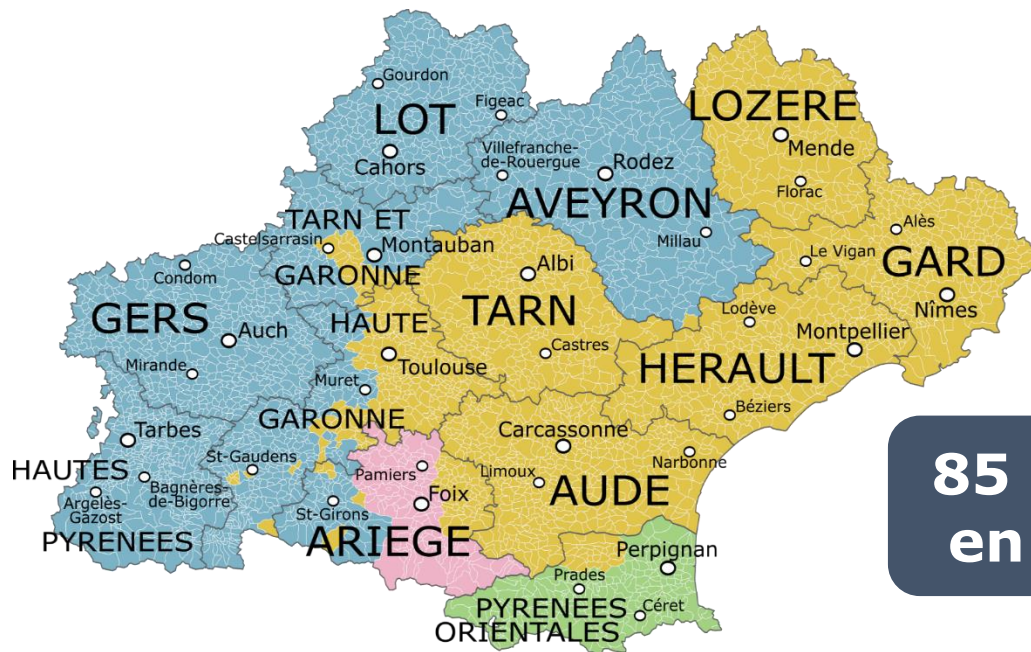 Gourdon
LOT
Figeac
Cahors
Villefranche-
de-Rouergue
Rodez
AVEYRON
Millau
LOZERE
Mende
Florac
Alès
Le Vigan
GARD
Nîmes
TARN ET
Castelsarrasin
Montauban
GARONNE
Condom
GERS
Auch
Mirande
HAUTE
Toulouse
Muret
GARONNE
Albi
TARN
Castres
Lodève
Montpellier
HERAULT
Béziers
Tarbes
HAUTES
Bagnères-
de-Bigorre
Argelès-
Gazost
PYRENEES
St-Gaudens
St-Girons
Pamiers
Foix
ARIEGE
Carcassonne
Limoux
Narbonne
AUDE
Perpignan
Prades
PYRENEES
Céret
ORIENTALES
85
en